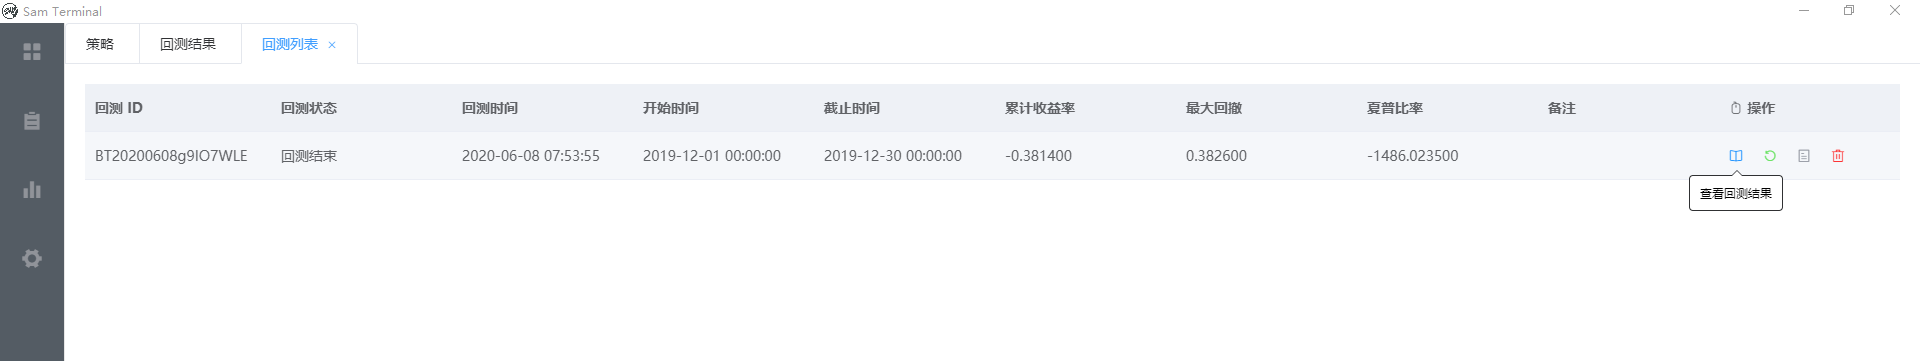 Sam Terminal
策略 回测结果 回测列表
回测 ID 回测状态 回测时间 开始时间 截止时间 累计收益率 最大回撤 夏普比率 备注 操作
BT20200608g9IO7WLE 回测结束 2020-06-08 07:53:55 2019-12-01 00:00:00 2019-12-30 00:00:00 -0.381400 0.382600 -1486.023500
查看回测结果